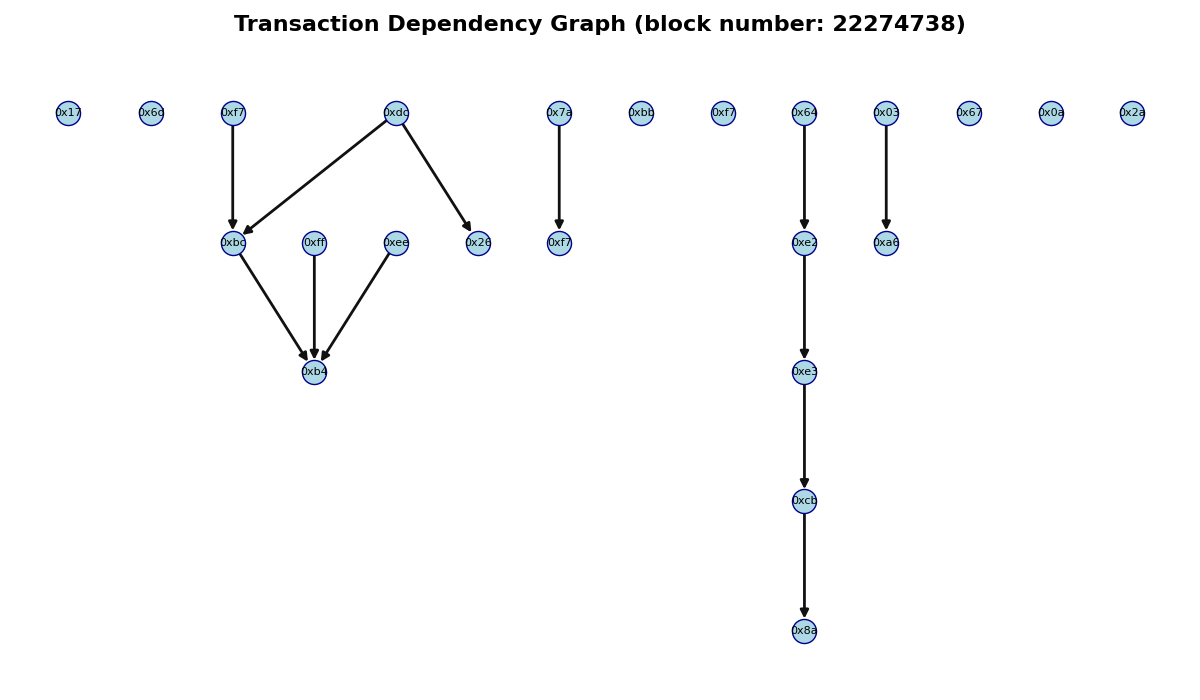 Transaction Dependency Graph (block number: 22274738)
0x17 0x6c 0xf7 0xdc 0x7a 0xbb 0xf7 0x64 0x03 0x67 0x0a 0x2a
0xbc 0xff 0xee 0x26 0xf7 0xe2 0xa6
0xb4 0xe3
0xcb
0x8a